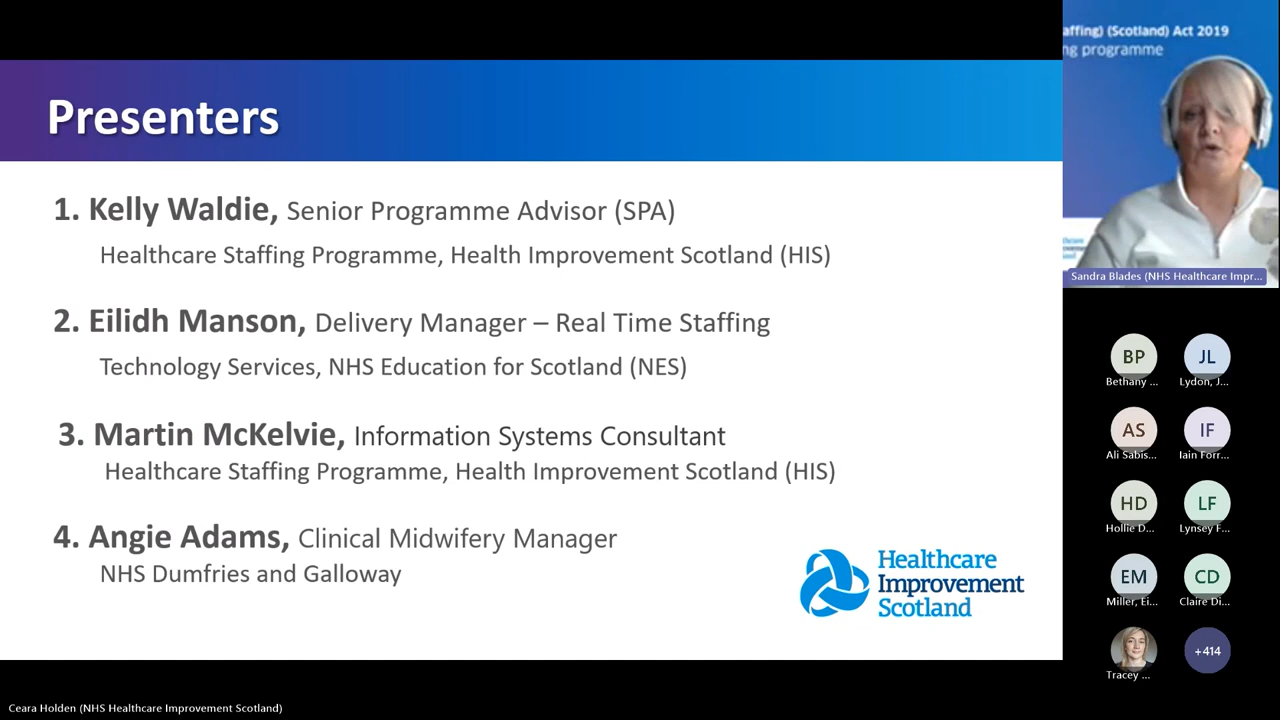 Presenters
1. Kelly Waldie, Senior Programme Advisor (SPA)
Healthcare Staffing Programme, Health Improvement Scotland (HIS)
2. Eilidh Manson, Delivery Manager – Real Time Staffing
Technology Services, NHS Education for Scotland (NES)
3. Martin McKelvie, Information Systems Consultant
Healthcare Staffing Programme, Health Improvement Scotland (HIS)
4. Angie Adams, Clinical Midwifery Manager
NHS Dumfries and Galloway
Healthcare
Improvement
Scotland
affing) (Scotland) Act 2019
ng programme
Sandra Blades (NHS Healthcare Impr...
BP JL
Bethany ... Lydon, J...
AS IF
Ali Sabis... Iain Forr...
HD LF
Hollie D... Lynsey F...
EM CD
Miller, Ei... Claire Di...
+414
Tracey ...
Ceara Holden (NHS Healthcare Improvement Scotland)